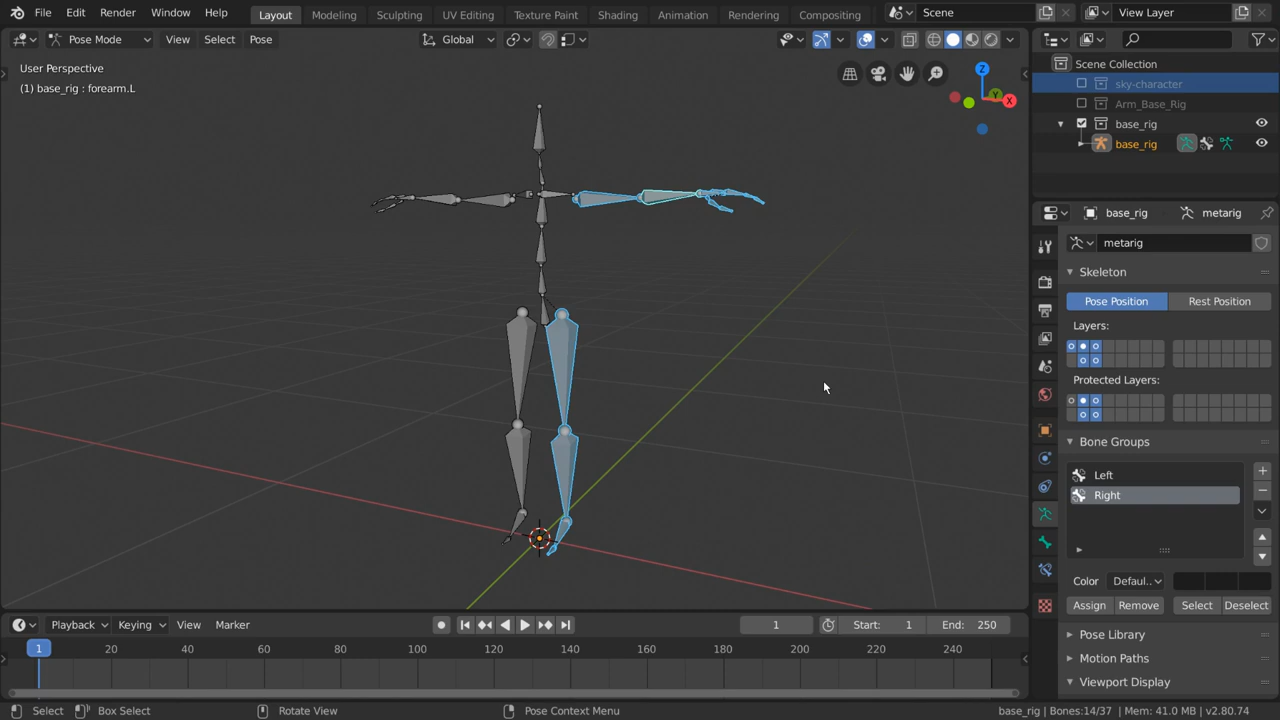 File Edit Render Window Help Layout Modeling Sculpting UV Editing Texture Paint Shading Animation Rendering Compositing Scene View Layer
Pose Mode View Select Pose Global
User Perspective
(1) base_rig : forearm.L
Z
Y
X
Scene Collection
sky-character
Arm_Base_Rig
base_rig
base_rig
base_rig metarig
metarig
Skeleton
Pose Position Rest Position
Layers:
Protected Layers:
Bone Groups
Left
Right
Color Defaul..
Assign Remove Select Deselect
Pose Library
Motion Paths
Viewport Display
Playback Keying View Marker 1 Start: 1 End: 250
1 20 40 60 80 100 120 140 160 180 200 220 240
Select Box Select Rotate View Pose Context Menu base_rig | Bones:14/37 | Mem: 41.0 MB | v2.80.74